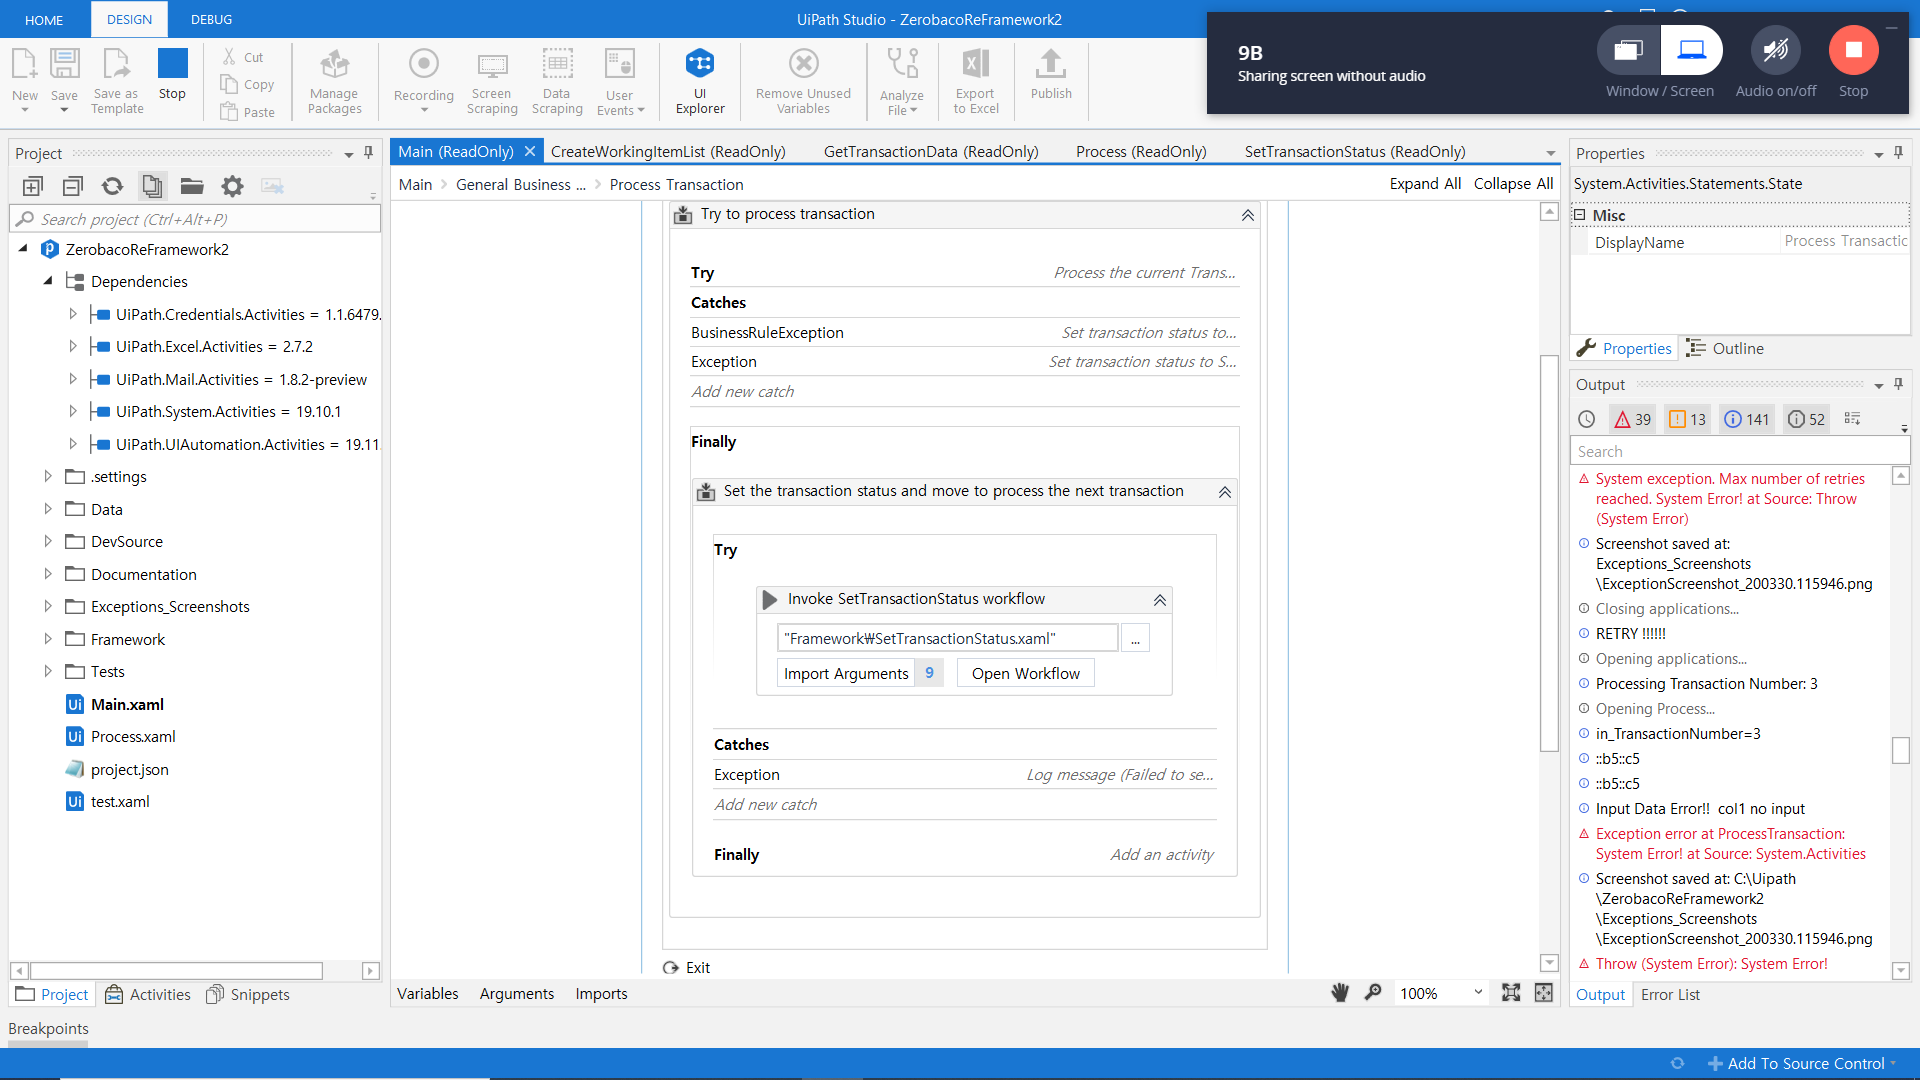 HOME
DESIGN
DEBUG
UiPath Studio - ZerobacoReFramework2
9B
Sharing screen without audio
Window / Screen
Audio on/off
Stop
New
Save
Save as
Template
Stop
Cut
Copy
Paste
Manage
Packages
Recording
Screen
Scraping
Data
Scraping
User
Events
UI
Explorer
Remove Unused
Variables
Analyze
File
Export
to Excel
Publish
Project
Search project (Ctrl+Alt+P)
ZerobacoReFramework2
Dependencies
UiPath.Credentials.Activities = 1.1.6479.
UiPath.Excel.Activities = 2.7.2
UiPath.Mail.Activities = 1.8.2-preview
UiPath.System.Activities = 19.10.1
UiPath.UIAutomation.Activities = 19.11.
.settings
Data
DevSource
Documentation
Exceptions_Screenshots
Framework
Tests
Main.xaml
Process.xaml
project.json
test.xaml
Project
Activities
Snippets
Main (ReadOnly)
CreateWorkingItemList (ReadOnly)
GetTransactionData (ReadOnly)
Process (ReadOnly)
SetTransactionStatus (ReadOnly)
Main > General Business ... > Process Transaction
Expand All
Collapse All
Try to process transaction
Try
Process the current Trans...
Catches
BusinessRuleException
Set transaction status to...
Exception
Set transaction status to S...
Add new catch
Finally
Set the transaction status and move to process the next transaction
Try
Invoke SetTransactionStatus workflow
"Framework₩SetTransactionStatus.xaml"
...
Import Arguments
9
Open Workflow
Catches
Exception
Log message (Failed to se...
Add new catch
Finally
Add an activity
Exit
Variables
Arguments
Imports
100%
Properties
System.Activities.Statements.State
Misc
DisplayName
Process Transactic
Properties
Outline
Output
39
13
141
52
Search
System exception. Max number of retries
reached. System Error! at Source: Throw
(System Error)
Screenshot saved at:
Exceptions_Screenshots
\ExceptionScreenshot_200330.115946.png
Closing applications...
RETRY !!!!!!
Opening applications...
Processing Transaction Number: 3
Opening Process...
in_TransactionNumber=3
::b5::c5
::b5::c5
Input Data Error!!  col1 no input
Exception error at ProcessTransaction:
System Error! at Source: System.Activities
Screenshot saved at: C:\Uipath
\ZerobacoReFramework2
\Exceptions_Screenshots
\ExceptionScreenshot_200330.115946.png
Throw (System Error): System Error!
Output
Error List
Breakpoints
Add To Source Control